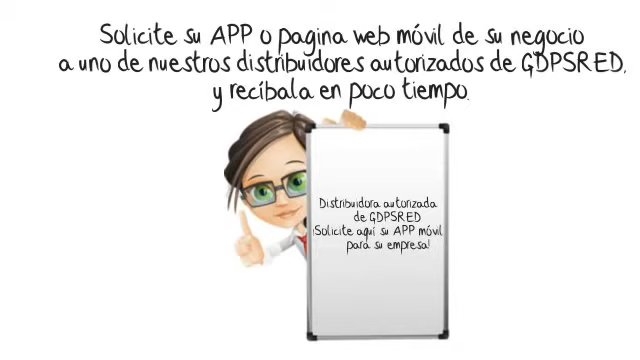 Solicite su APP o pagina web móvil de su negocio
a uno de nuestros distribuidores autorizados de GDPSRED,
y recíbala en poco tiempo.
Distribuidora autorizada
de GDPSRED
¡Solicite aquí su APP móvil
para su empresa!